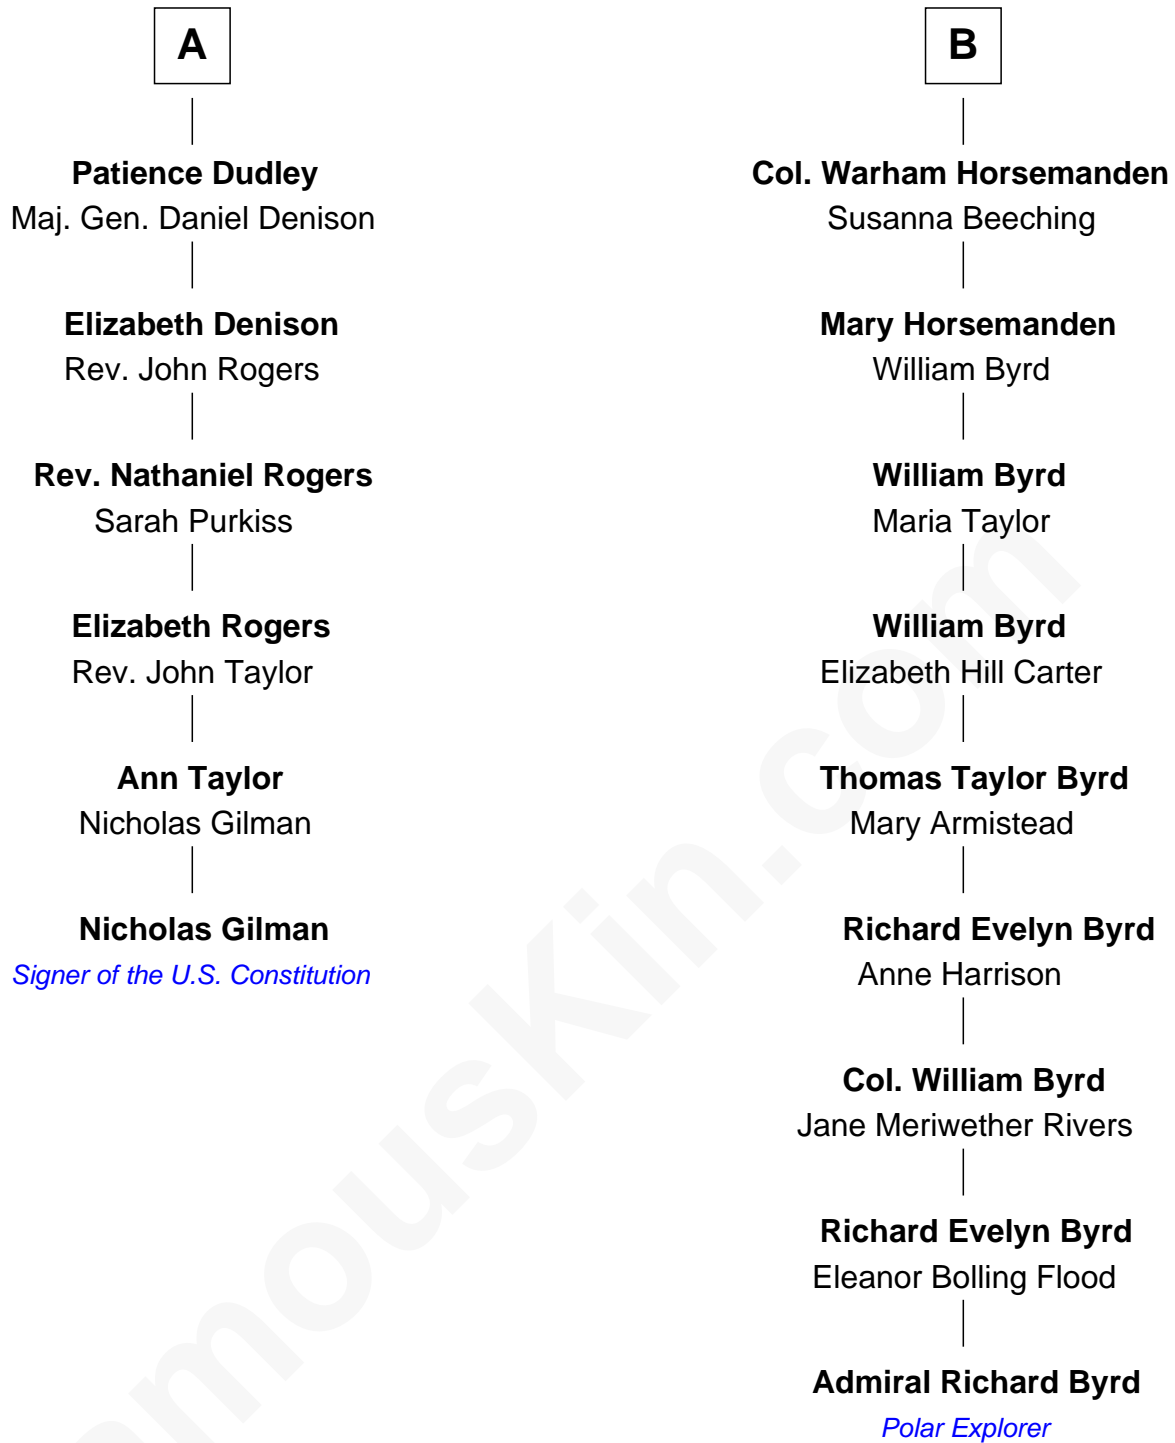 A
Patience Dudley
Maj. Gen. Daniel Denison
Elizabeth Denison
Rev. John Rogers
Rev. Nathaniel Rogers
Sarah Purkiss
Elizabeth Rogers
Rev. John Taylor
Ann Taylor
Nicholas Gilman
Nicholas Gilman
Signer of the U.S. Constitution
B
Col. Warham Horsemanden
Susanna Beeching
Mary Horsemanden
William Byrd
William Byrd
Maria Taylor
William Byrd
Elizabeth Hill Carter
Thomas Taylor Byrd
Mary Armistead
Richard Evelyn Byrd
Anne Harrison
Col. William Byrd
Jane Meriwether Rivers
Richard Evelyn Byrd
Eleanor Bolling Flood
Admiral Richard Byrd
Polar Explorer
amouskin.com